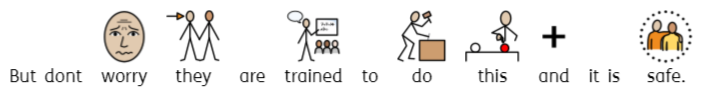 But dont worry they are trained to do this and it is safe.